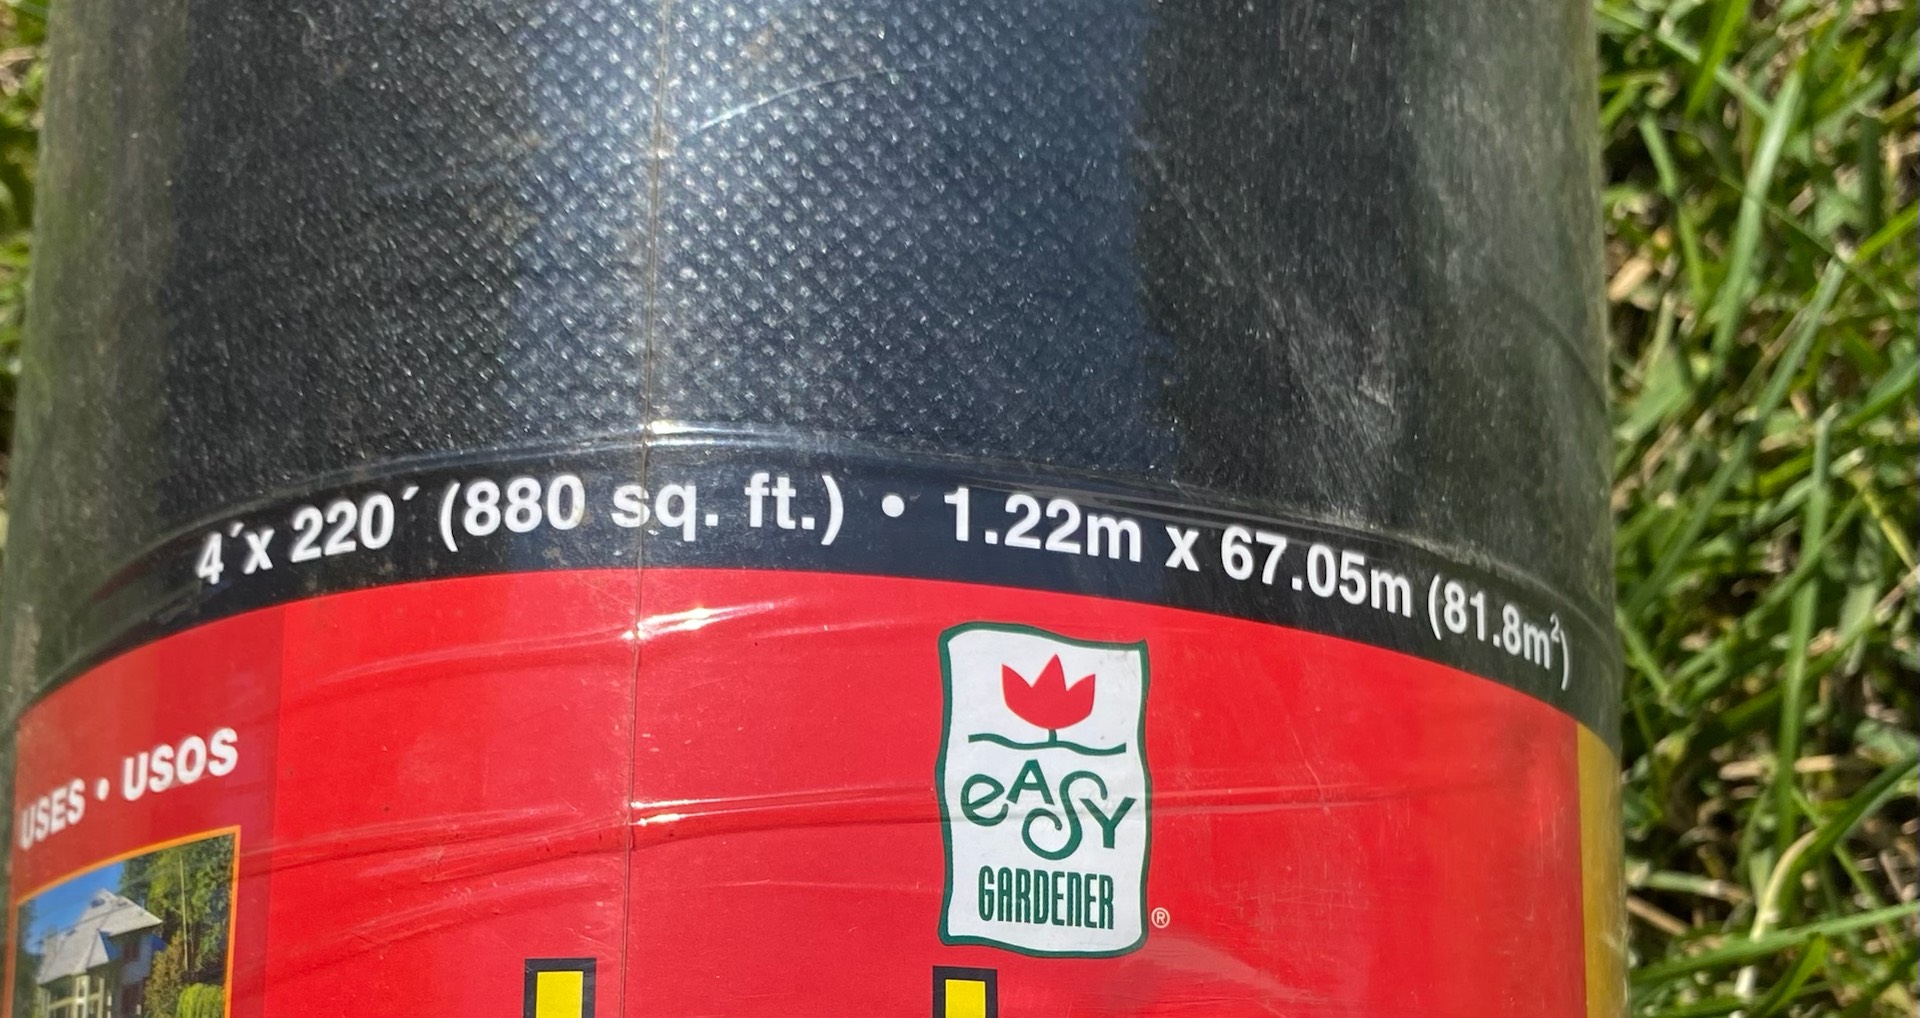 4´x 220´ (880 sq. ft.) • 1.22m x 67.05m (81.8m²)
USES • USOS
eASy
GARDENER ®